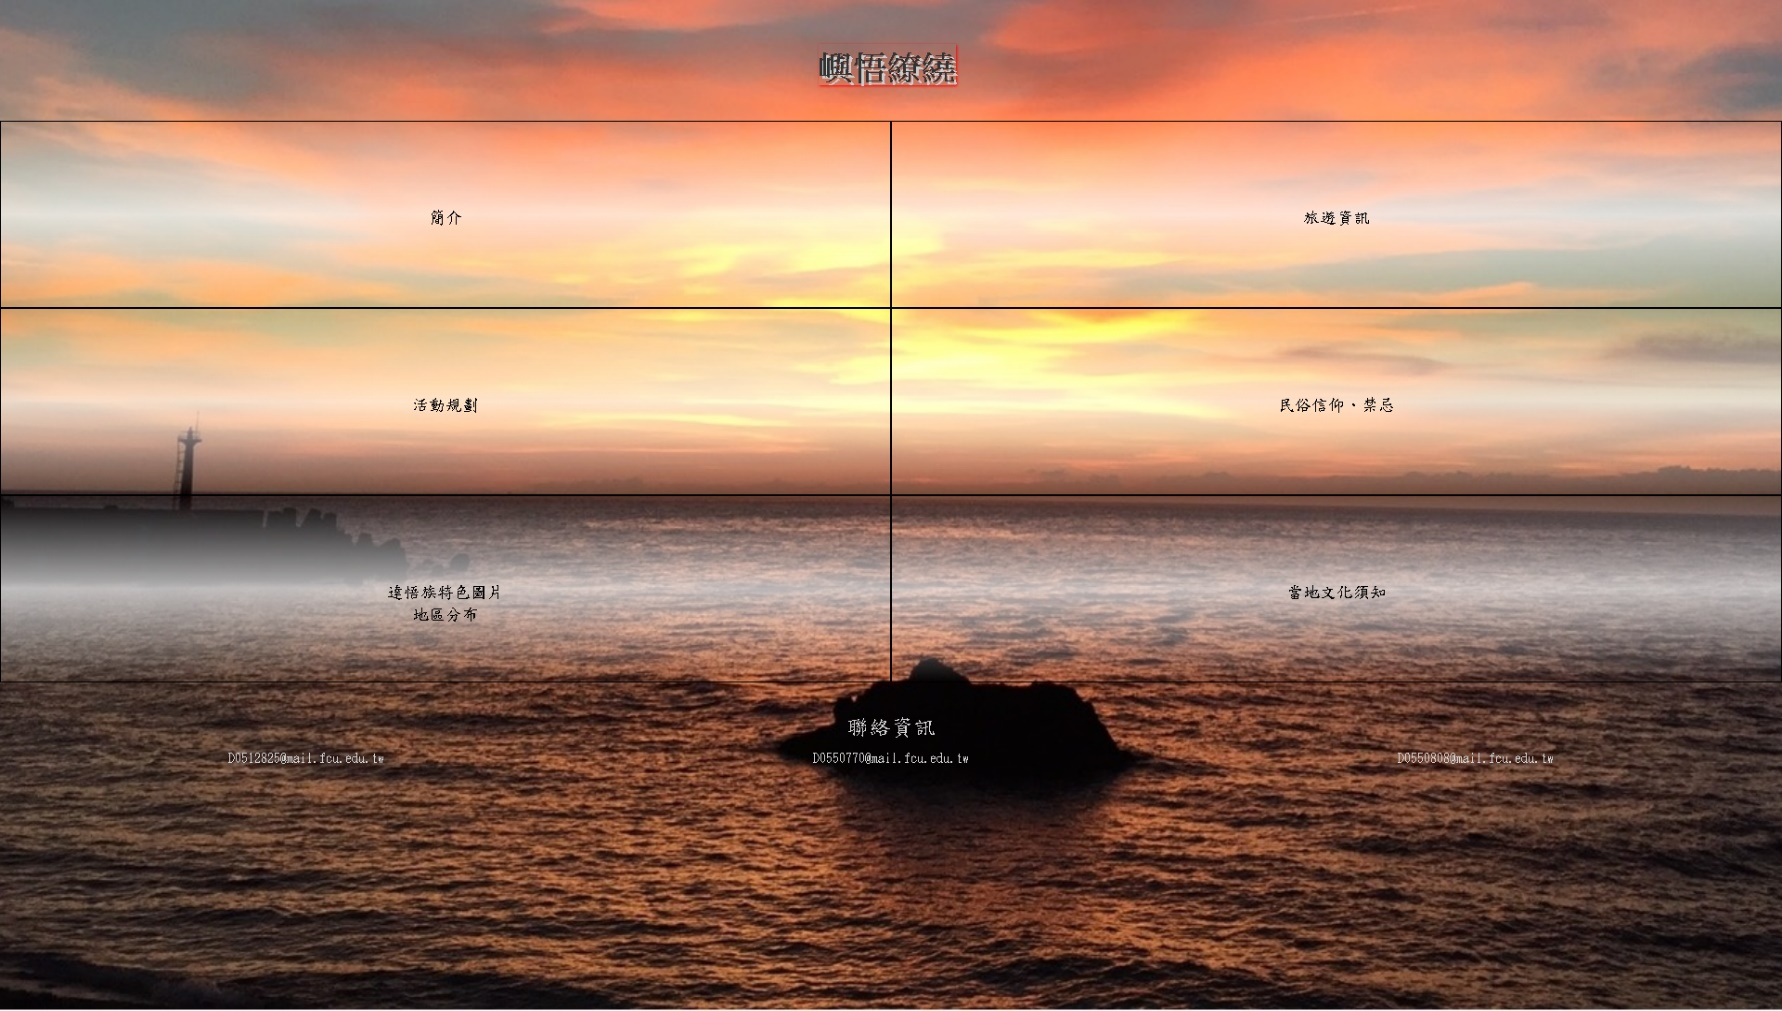 嶼悟繚繞
簡介
旅遊資訊
活動規劃
民俗信仰、禁忌
達悟族特色圖片
地區分布
當地文化須知
聯絡資訊
D0512825@mail.fcu.edu.tw
D0550770@mail.fcu.edu.tw
D0550808@mail.fcu.edu.tw